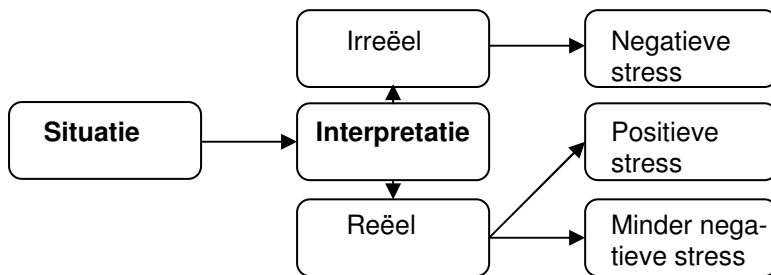 Irreëel
Negatieve
stress
Situatie
Interpretatie
Positieve
stress
Reëel
Minder nega-
tieve stress